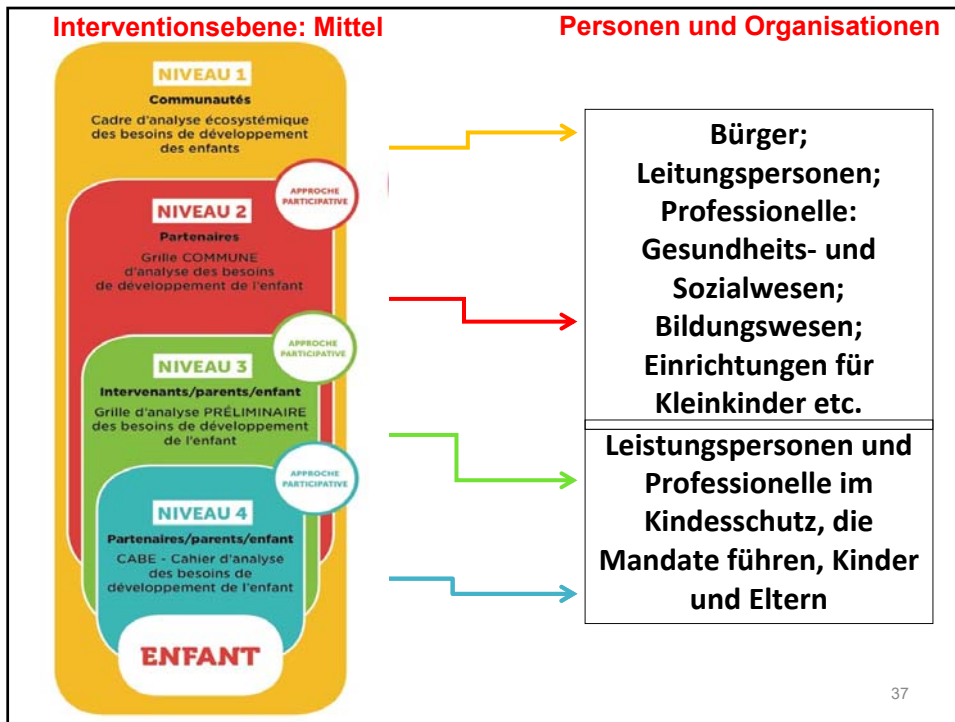 Interventionsebene: Mittel
Personen und Organisationen
NIVEAU 1
Communautés
Cadre d'analyse écosystémique
des besoins de développement
des enfants
APPROCHE
PARTICIPATIVE
NIVEAU 2
Partenaires
Grille COMMUNE
d'analyse des besoins
de développement de l'enfant
APPROCHE
PARTICIPATIVE
NIVEAU 3
Intervenants/parents/enfant
Grille d'analyse PRÉLIMINAIRE
des besoins de développement
de l'enfant
APPROCHE
PARTICIPATIVE
NIVEAU 4
Partenaires/parents/enfant
CABE - Cahier d'analyse
des besoins de
développement de l'enfant
ENFANT
Bürger;
Leitungspersonen;
Professionelle:
Gesundheits- und
Sozialwesen;
Bildungswesen;
Einrichtungen für
Kleinkinder etc.
Leistungspersonen und
Professionelle im
Kindesschutz, die
Mandate führen, Kinder
und Eltern
37